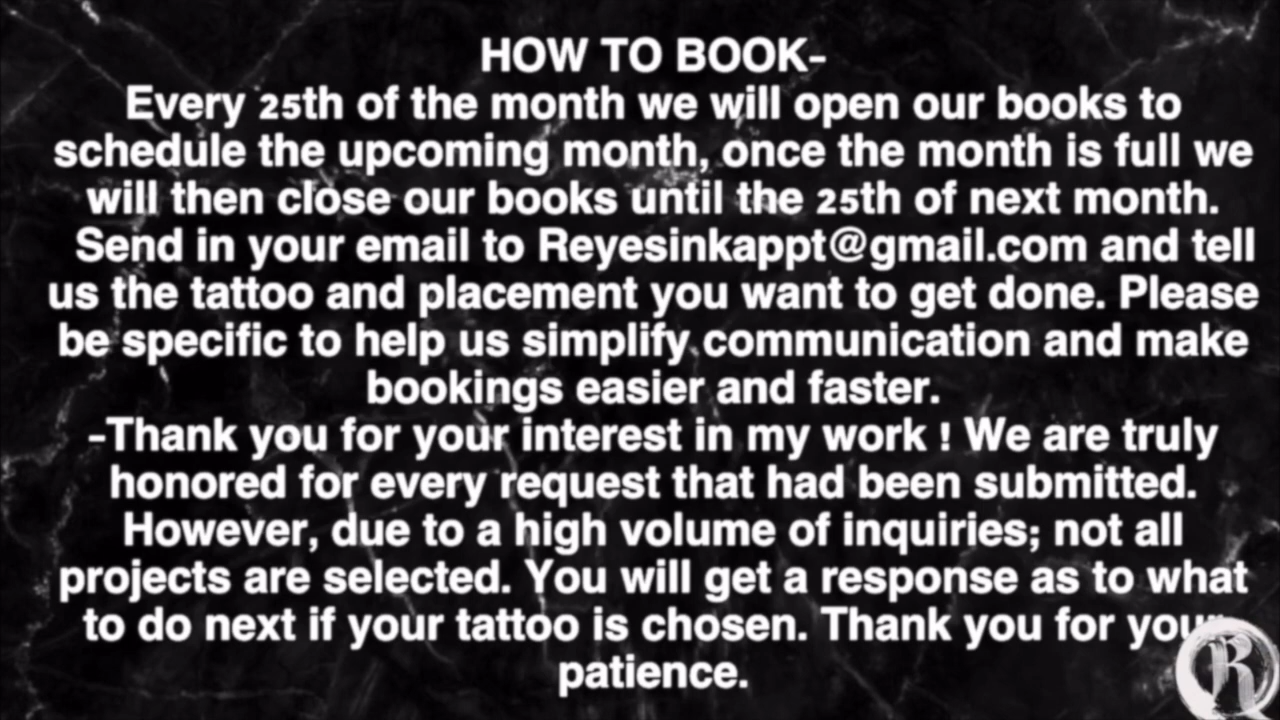 HOW TO BOOK-
Every 25th of the month we will open our books to
schedule the upcoming month, once the month is full we
will then close our books until the 25th of next month.
Send in your email to Reyesinkappt@gmail.com and tell
us the tattoo and placement you want to get done. Please
be specific to help us simplify communication and make
bookings easier and faster.
-Thank you for your interest in my work ! We are truly
honored for every request that had been submitted.
However, due to a high volume of inquiries; not all
projects are selected. You will get a response as to what
to do next if your tattoo is chosen. Thank you for your
patience.
R